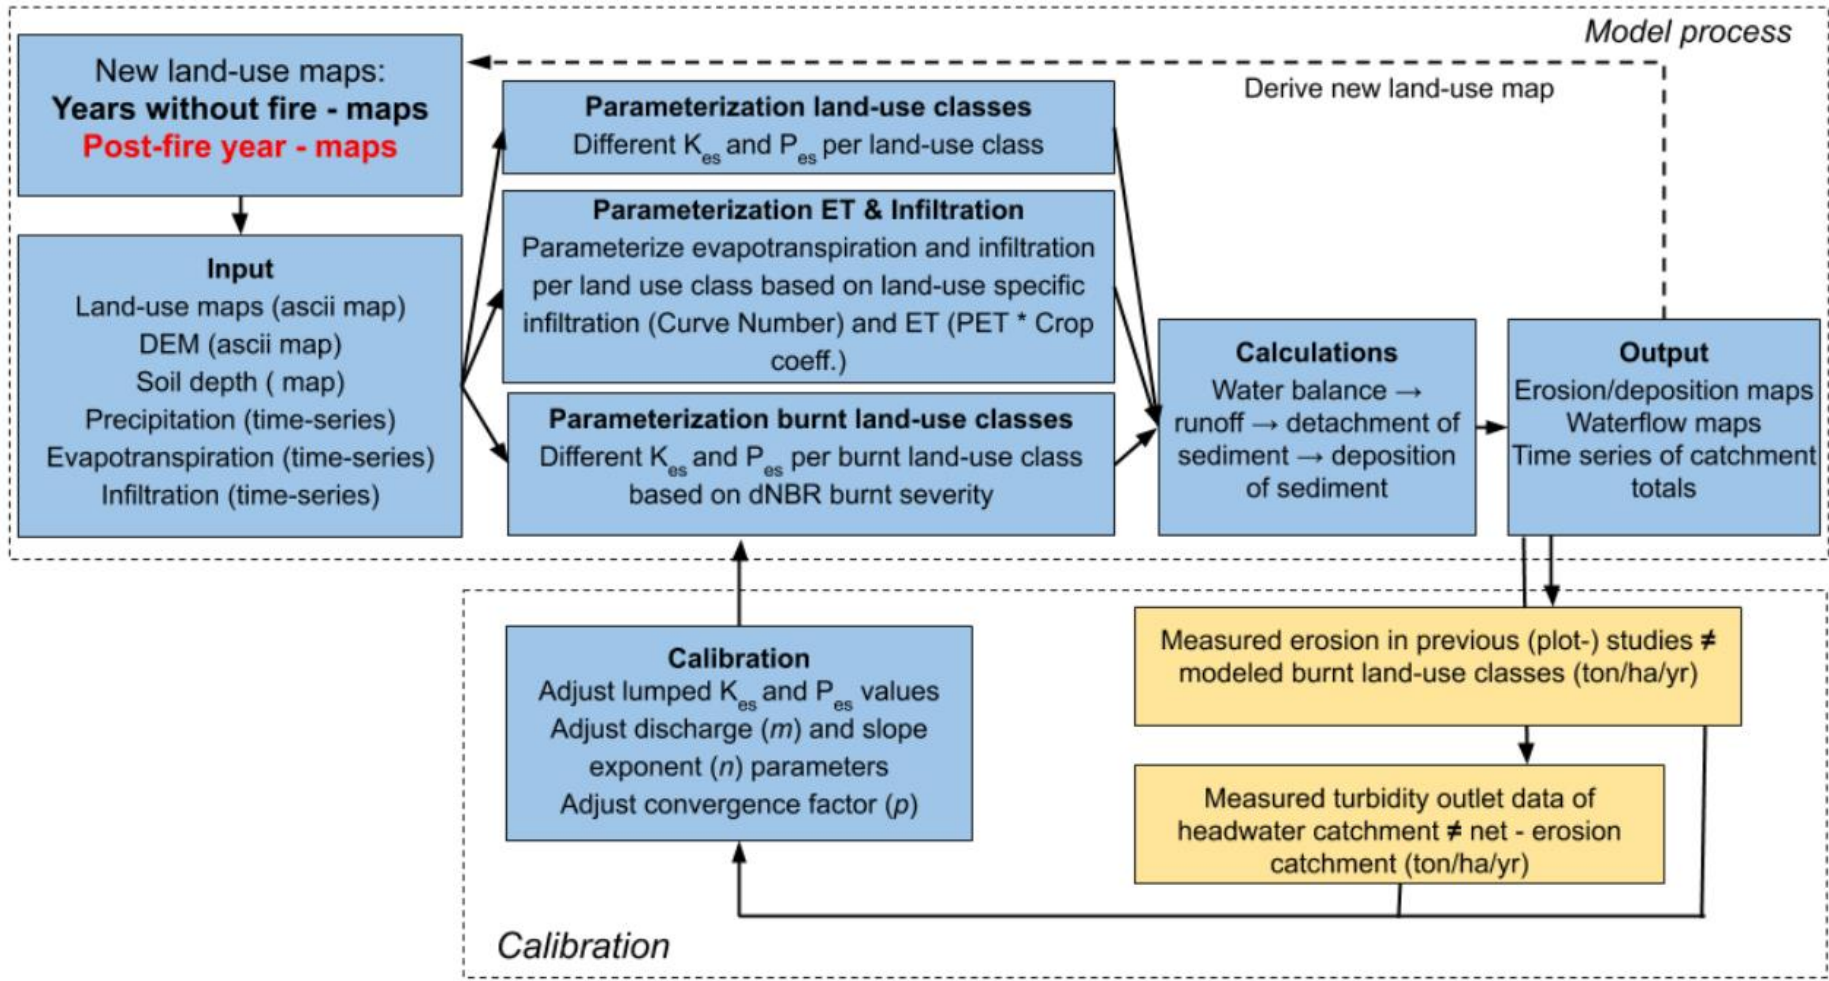 Model process
New land-use maps:
Years without fire - maps
Post-fire year - maps
Derive new land-use map
Input
Land-use maps (ascii map)
DEM (ascii map)
Soil depth ( map)
Precipitation (time-series)
Evapotranspiration (time-series)
Infiltration (time-series)
Parameterization land-use classes
Different Kes and Pes per land-use class
Parameterization ET & Infiltration
Parameterize evapotranspiration and infiltration
per land use class based on land-use specific
infiltration (Curve Number) and ET (PET * Crop
coeff.)
Parameterization burnt land-use classes
Different Kes and Pes per burnt land-use class
based on dNBR burnt severity
Calculations
Water balance →
runoff → detachment of
sediment → deposition
of sediment
Output
Erosion/deposition maps
Waterflow maps
Time series of catchment
totals
Calibration
Adjust lumped Kes and Pes values
Adjust discharge (m) and slope
exponent (n) parameters
Adjust convergence factor (p)
Measured erosion in previous (plot-) studies ≠
modeled burnt land-use classes (ton/ha/yr)
Measured turbidity outlet data of
headwater catchment ≠ net - erosion
catchment (ton/ha/yr)
Calibration